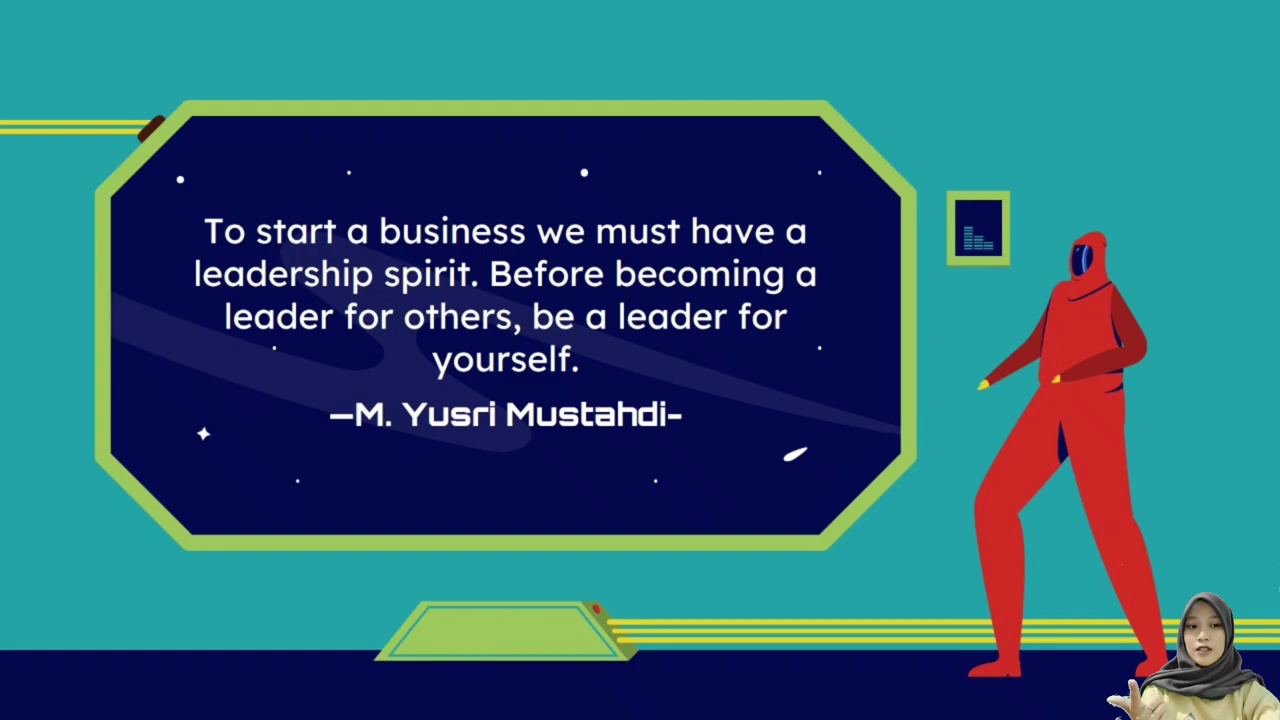 To start a business we must have a
leadership spirit. Before becoming a
leader for others, be a leader for
yourself.
—M. Yusri Mustahdi-